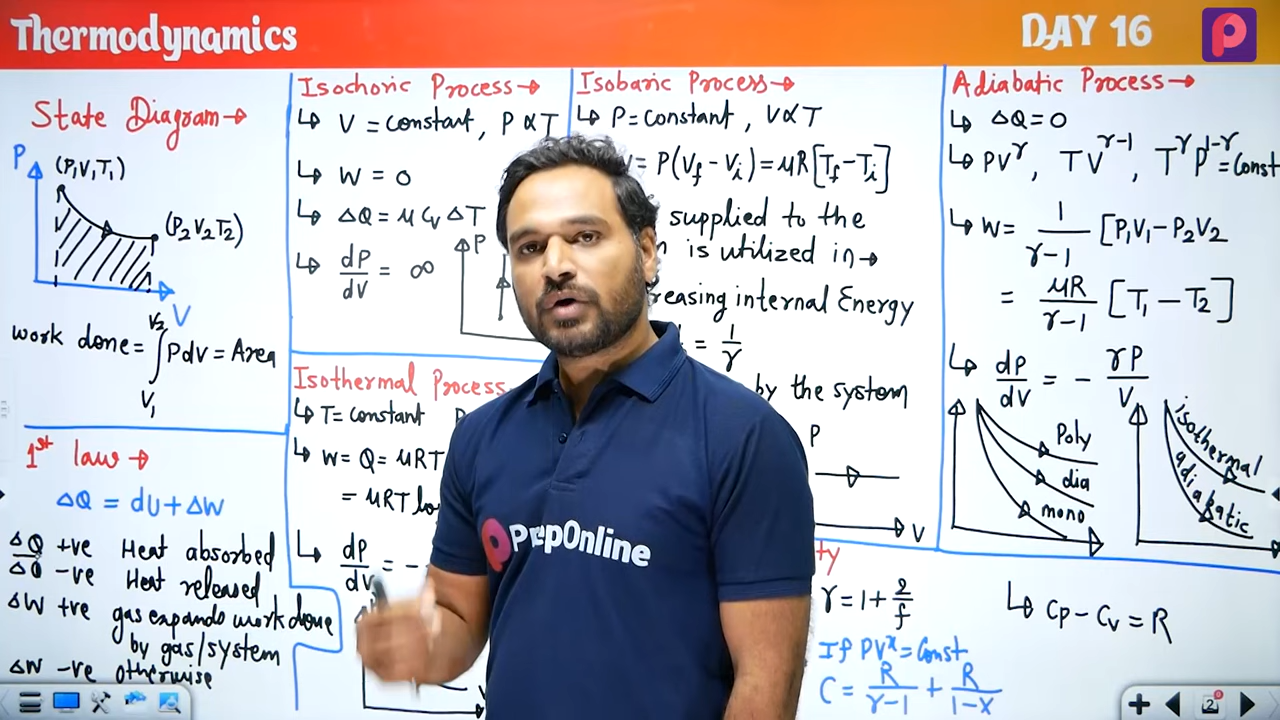 Thermodynamics
DAY 16
State Diagram→
P
(P₁V₁T₁)
(P₂V₂T₂)
V
work done = ∫ PdV = Area
V₂
V₁
1st law →
ΔQ = dU + ΔW
ΔQ +ve Heat absorbed
ΔQ -ve Heat released
ΔW +ve gas expands work done
by gas/system
ΔW -ve otherwise
Isochoric Process→
↳ V = constant, P ∝ T
↳ W = 0
↳ ΔQ = μ Cv ΔT
↳ dP/dV = ∞
P
Isothermal Process
↳ T = constant P
↳ W = Q = μRT
= μRT lo
↳ dP/dV = -
Isobaric Process→
↳ P = constant, V ∝ T
= P(Vf - Vi) = μR[Tf - Ti]
supplied to the
is utilized in→
reasing internal Energy
= 1/γ
by the system
P
V
ty
γ = 1 + 2/f
If PVˣ = Const
C = R/γ-1 + R/1-x
Adiabatic Process→
↳ ΔQ = 0
↳ PV^γ, TV^γ-1, T^γ P^1-γ = Const
↳ W = 1/γ-1 [P₁V₁ - P₂V₂
= μR/γ-1 [T₁ - T₂]
↳ dP/dV = - γP/V
Poly
dia
mono
isothermal
adiabatic
↳ Cp - Cv = R
PrepOnline
2